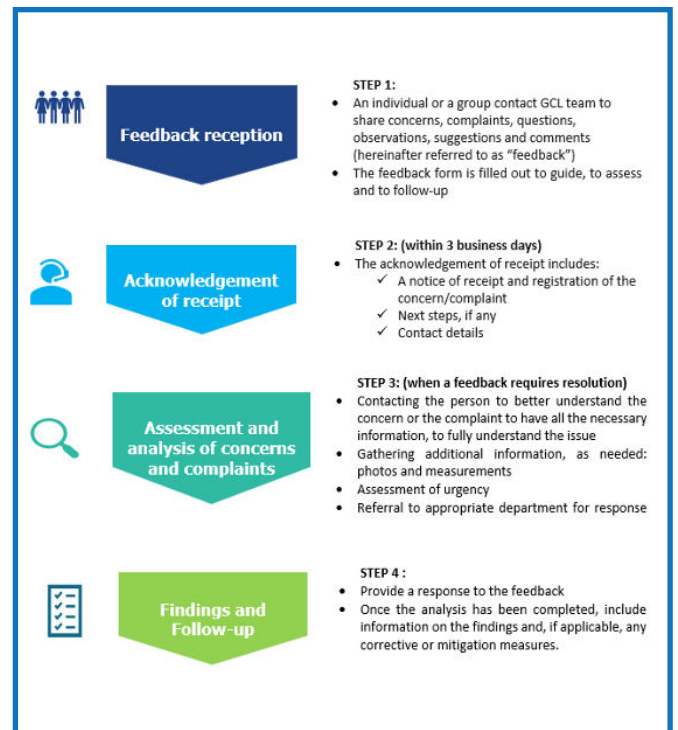 STEP 1:
• An individual or a group contact GCL team to
share concerns, complaints, questions,
observations, suggestions and comments
(hereinafter referred to as “feedback”)
• The feedback form is filled out to guide, to assess
and to follow-up
Feedback reception
STEP 2: (within 3 business days)
• The acknowledgement of receipt includes:
✓ A notice of receipt and registration of the
concern/complaint
✓ Next steps, if any
✓ Contact details
Acknowledgement
of receipt
STEP 3: (when a feedback requires resolution)
• Contacting the person to better understand the
concern or the complaint to have all the necessary
information, to fully understand the issue
• Gathering additional information, as needed:
photos and measurements
• Assessment of urgency
• Referral to appropriate department for response
Assessment and
analysis of concerns
and complaints
STEP 4 :
• Provide a response to the feedback
• Once the analysis has been completed, include
information on the findings and, if applicable, any
corrective or mitigation measures.
Findings and
Follow-up